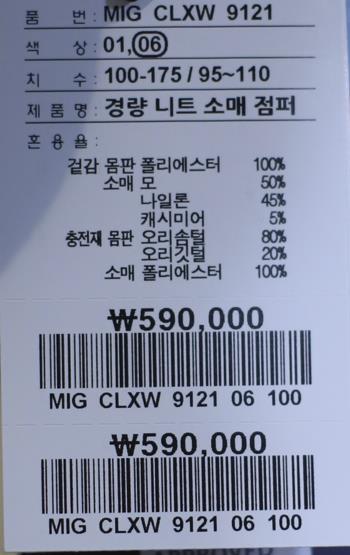 품 번 : MIG CLXW 9121
색 상 : 01, 06
치 수 : 100-175 / 95~110
제 품 명 : 경량 니트 소매 점퍼
혼 용 율 :
겉감 몸판 폴리에스터 100%
소매 모 50%
나일론 45%
캐시미어 5%
충전재 몸판 오리솜털 80%
오리깃털 20%
소매 폴리에스터 100%
₩590,000
MIG CLXW 9121 06 100
₩590,000
MIG CLXW 9121 06 100